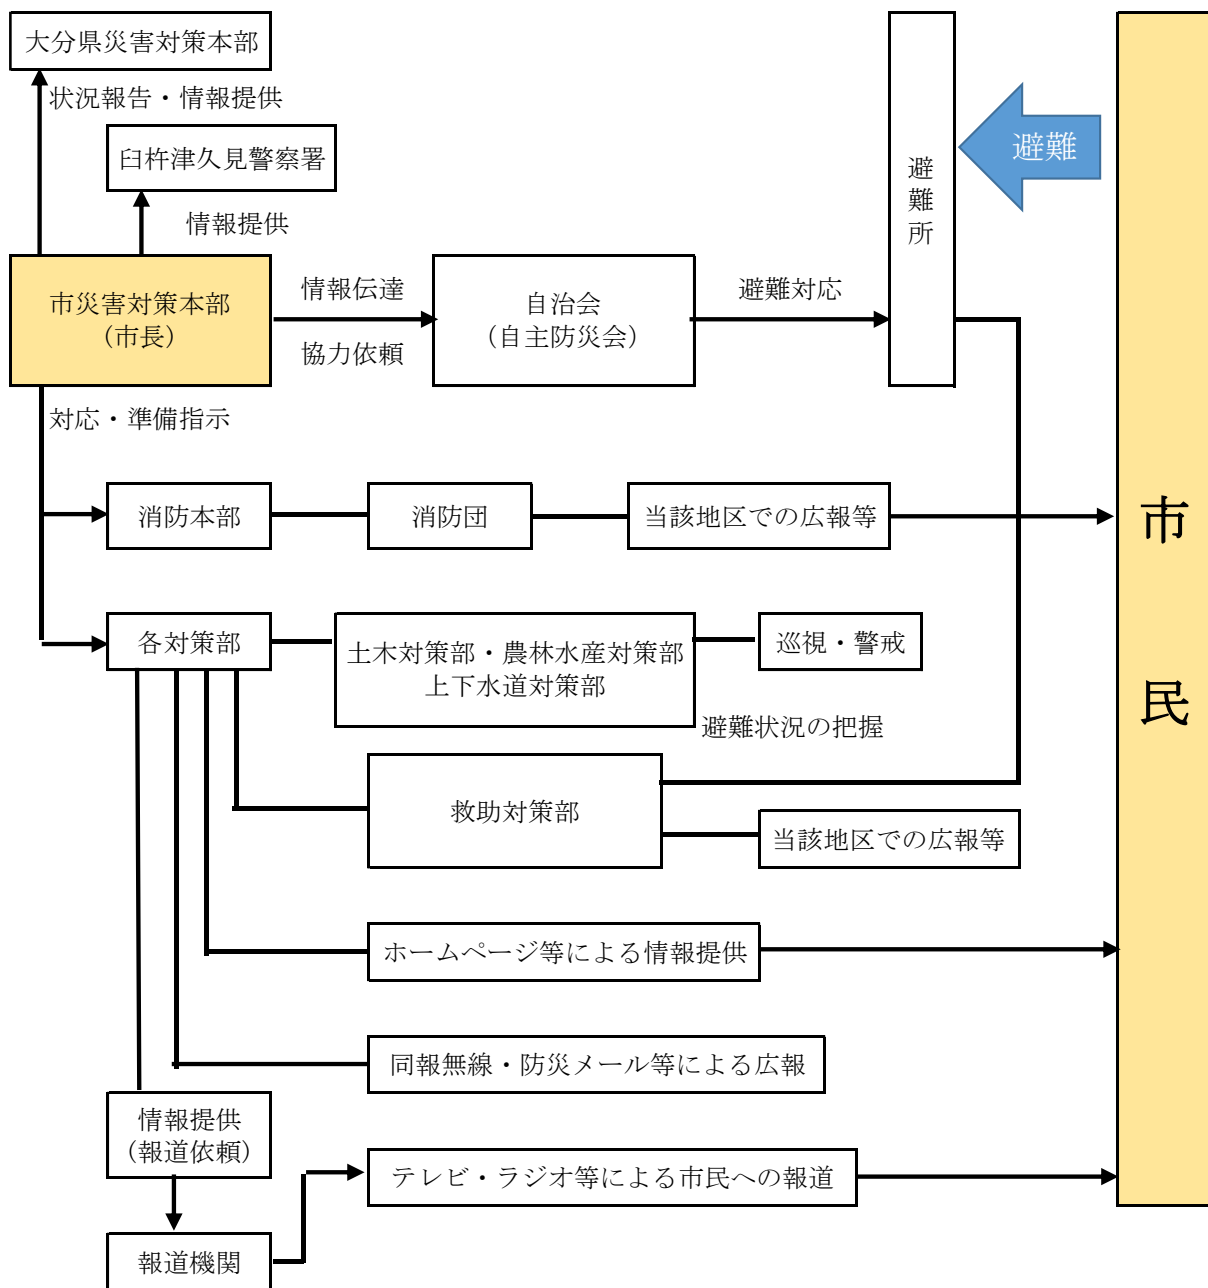 大分県災害対策本部
状況報告・情報提供
臼杵津久見警察署
情報提供
避難
避難所
市災害対策本部
（市長）
情報伝達
協力依頼
自治会
（自主防災会）
避難対応
対応・準備指示
消防本部
消防団
当該地区での広報等
市民
各対策部
土木対策部・農林水産対策部
上下水道対策部
巡視・警戒
避難状況の把握
救助対策部
当該地区での広報等
ホームページ等による情報提供
同報無線・防災メール等による広報
情報提供
（報道依頼）
テレビ・ラジオ等による市民への報道
報道機関